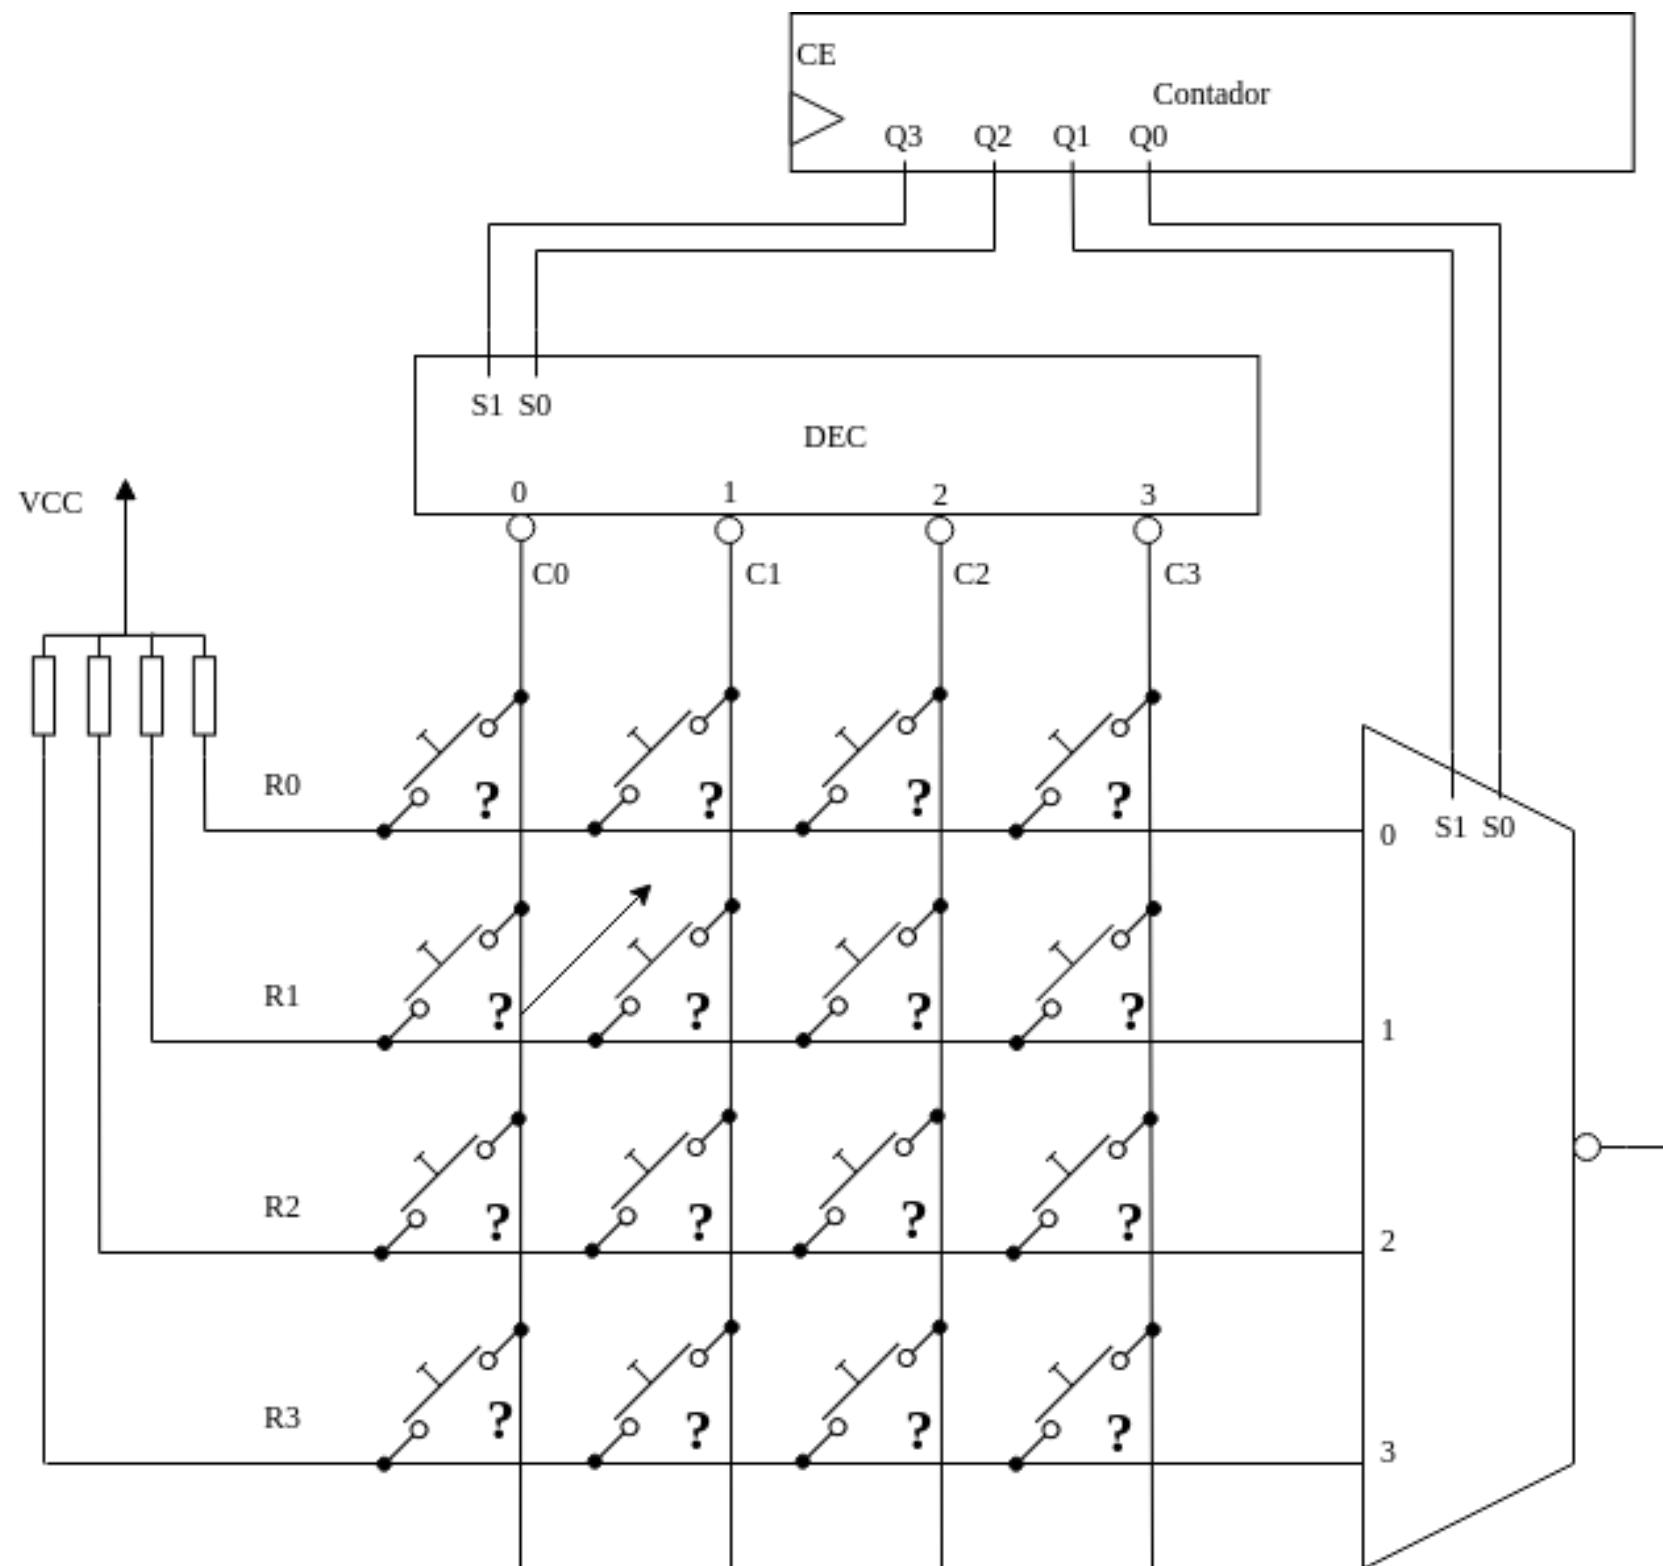 CE
Contador
Q3 Q2 Q1 Q0
S1 S0
DEC
0 1 2 3
VCC
C0 C1 C2 C3
R0 ? ? ? ? 0 S1 S0
R1 ? ? ? ? 1
R2 ? ? ? ? 2
R3 ? ? ? ? 3